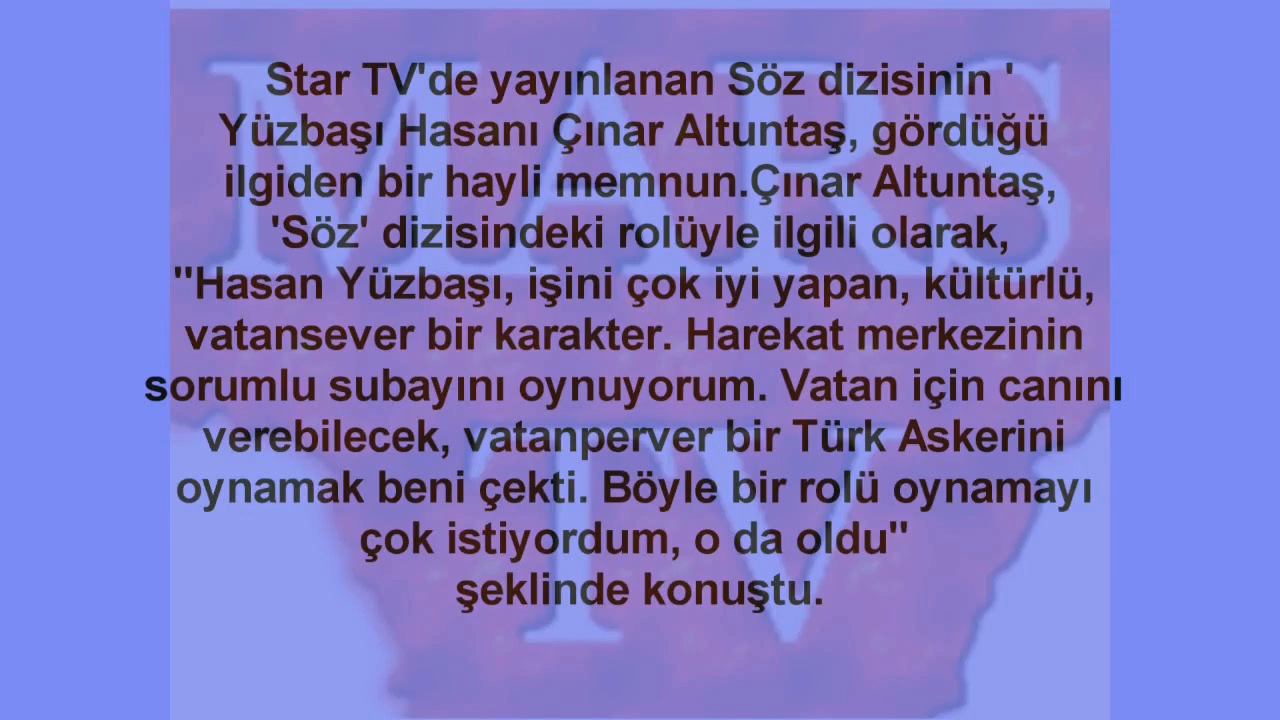 MARS
TV
Star TV'de yayınlanan Söz dizisinin '
Yüzbaşı Hasanı Çınar Altuntaş, gördüğü
ilgiden bir hayli memnun.Çınar Altuntaş,
'Söz' dizisindeki rolüyle ilgili olarak,
"Hasan Yüzbaşı, işini çok iyi yapan, kültürlü,
vatansever bir karakter. Harekat merkezinin
sorumlu subayını oynuyorum. Vatan için canını
verebilecek, vatanperver bir Türk Askerini
oynamak beni çekti. Böyle bir rolü oynamayı
çok istiyordum, o da oldu"
şeklinde konuştu.